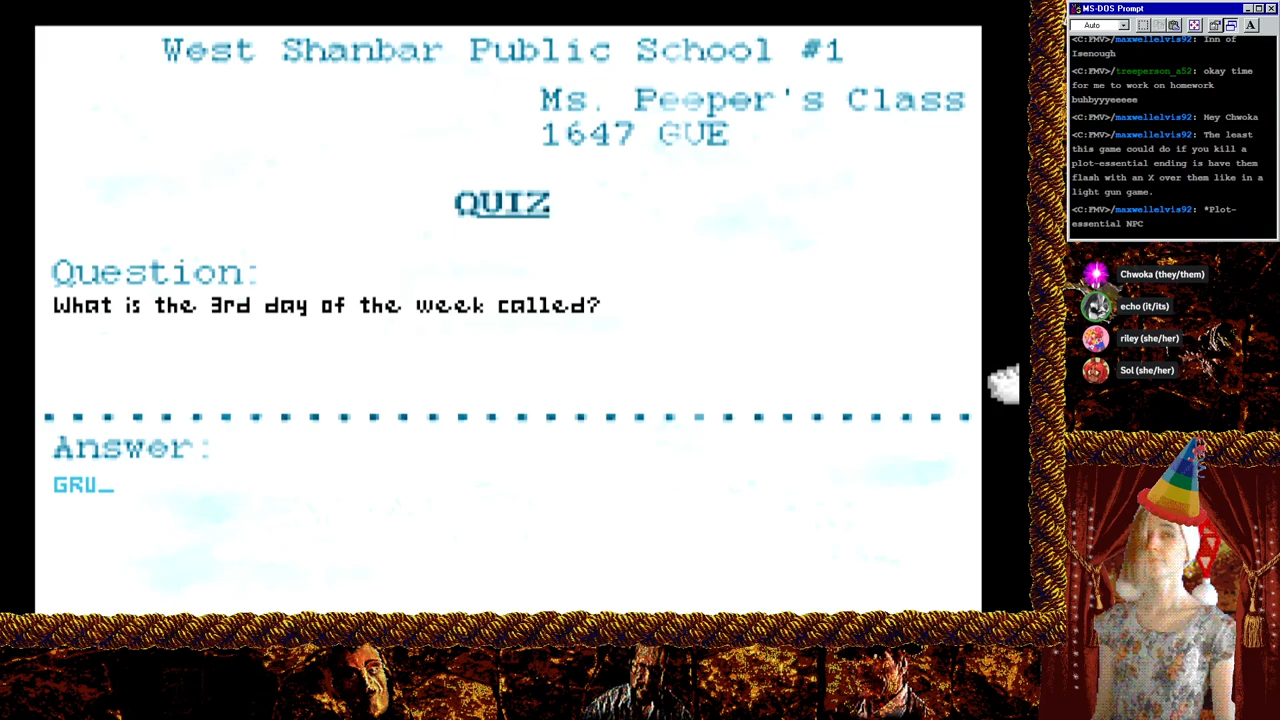 West Shanbar Public School #1
Ms. Peeper's Class
1647 GUE
QUIZ
Question:
What is the 3rd day of the week called?
Answer:
GRU_
MS-DOS Prompt
Auto
A
<C:FMV>/maxwellelvis92: Inn of
Isenough
<C:FMV>/treeperson_a52: okay time
for me to work on homework
buhbyyyeeeee
<C:FMV>/maxwellelvis92: Hey Chwoka
<C:FMV>/maxwellelvis92: The least
this game could do if you kill a
plot-essential ending is have them
flash with an X over them like in a
light gun game.
<C:FMV>/maxwellelvis92: *Plot-
essential NPC
Chwoka (they/them)
echo (it/its)
riley (she/her)
Sol (she/her)